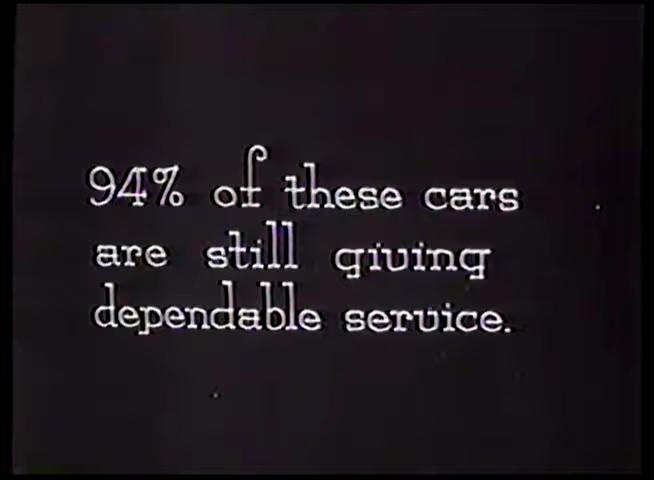 94% of these cars
are still giving
dependable service.